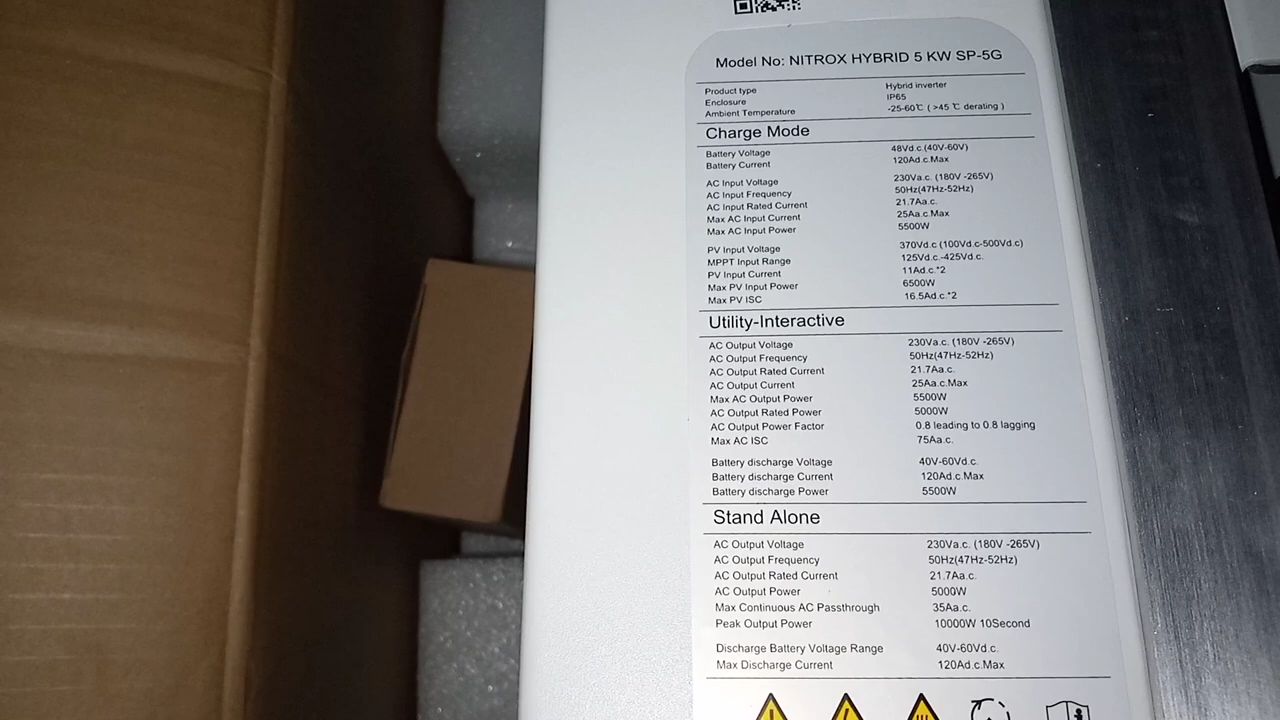 Model No: NITROX HYBRID 5 KW SP-5G
Product type Hybrid inverter
Enclosure IP65
Ambient Temperature -25-60℃ ( >45 ℃ derating )
Charge Mode
Battery Voltage 48Vd.c.(40V-60V)
Battery Current 120Ad.c.Max
AC Input Voltage 230Va.c. (180V -265V)
AC Input Frequency 50Hz(47Hz-52Hz)
AC Input Rated Current 21.7Aa.c.
Max AC Input Current 25Aa.c.Max
Max AC Input Power 5500W
PV Input Voltage 370Vd.c (100Vd.c-500Vd.c)
MPPT Input Range 125Vd.c.-425Vd.c.
PV Input Current 11Ad.c.*2
Max PV Input Power 6500W
Max PV ISC 16.5Ad.c.*2
Utility-Interactive
AC Output Voltage 230Va.c. (180V -265V)
AC Output Frequency 50Hz(47Hz-52Hz)
AC Output Rated Current 21.7Aa.c.
AC Output Current 25Aa.c.Max
Max AC Output Power 5500W
AC Output Rated Power 5000W
AC Output Power Factor 0.8 leading to 0.8 lagging
Max AC ISC 75Aa.c.
Battery discharge Voltage 40V-60Vd.c.
Battery discharge Current 120Ad.c.Max
Battery discharge Power 5500W
Stand Alone
AC Output Voltage 230Va.c. (180V -265V)
AC Output Frequency 50Hz(47Hz-52Hz)
AC Output Rated Current 21.7Aa.c.
AC Output Power 5000W
Max Continuous AC Passthrough 35Aa.c.
Peak Output Power 10000W 10Second
Discharge Battery Voltage Range 40V-60Vd.c.
Max Discharge Current 120Ad.c.Max